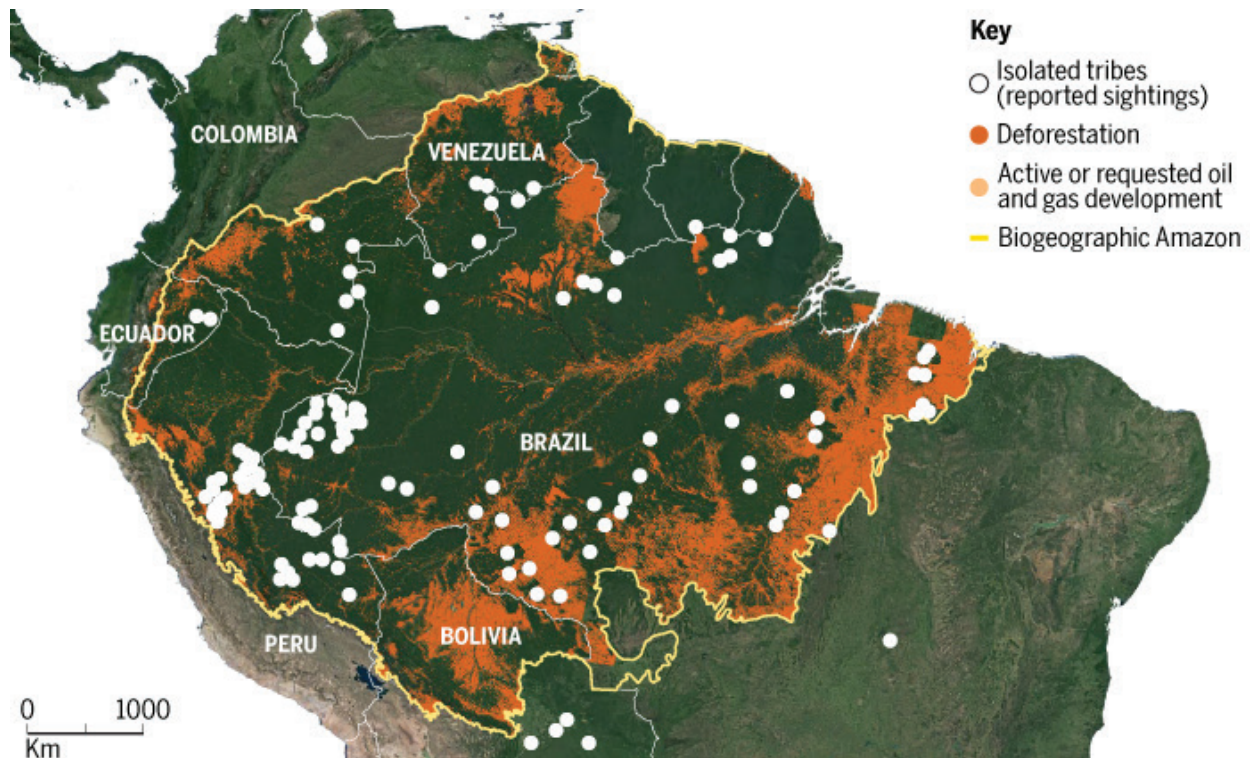 Key
Isolated tribes
(reported sightings)
Deforestation
Active or requested oil
and gas development
Biogeographic Amazon
COLOMBIA
VENEZUELA
ECUADOR
BRAZIL
PERU
BOLIVIA
0 1000
Km